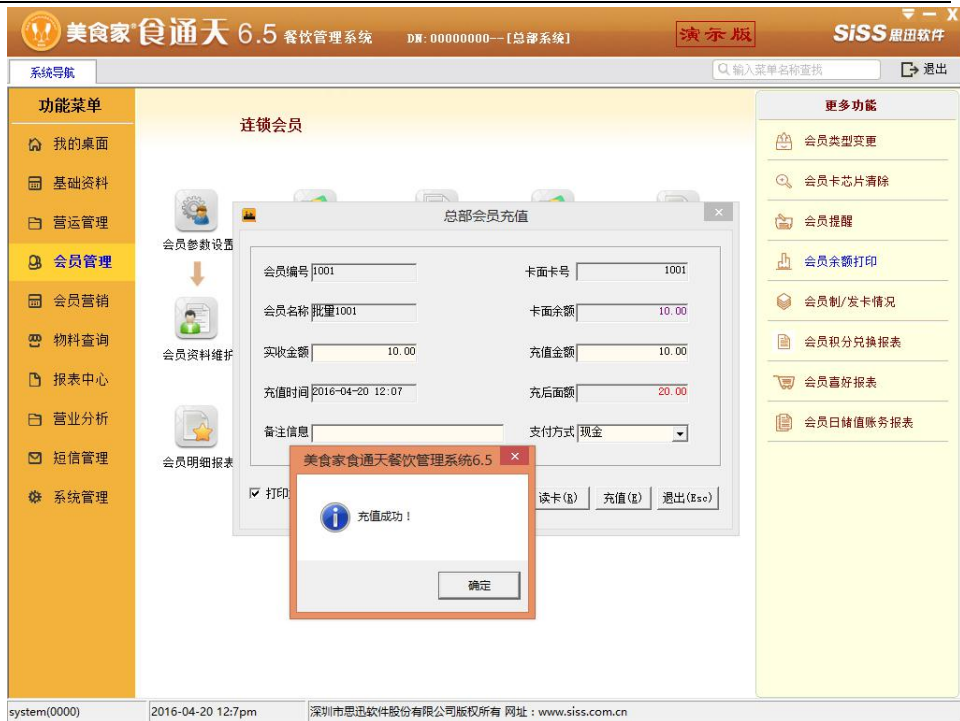 美食家®食通天 6.5 餐饮管理系统 DN:00000000--[总部系统] 演示版 SiSS 思迅软件
系统导航 输入菜单名称查找 退出
功能菜单
我的桌面
基础资料
营运管理
会员管理
会员营销
物料查询
报表中心
营业分析
短信管理
系统管理
连锁会员
会员参数设置
会员资料维护
会员明细报表
总部会员充值
会员编号 1001 卡面卡号 1001
会员名称 批量1001 卡面余额 10.00
实收金额 10.00 充值金额 10.00
充值时间 2016-04-20 12:07 充后面额 20.00
备注信息 支付方式 现金
打印 读卡(R) 充值(E) 退出(Esc)
美食家食通天餐饮管理系统6.5
充值成功！
确定
更多功能
会员类型变更
会员卡芯片清除
会员提醒
会员余额打印
会员制/发卡情况
会员积分兑换报表
会员喜好报表
会员日储值账务报表
system(0000) 2016-04-20 12:7pm 深圳市思迅软件股份有限公司版权所有 网址：www.siss.com.cn